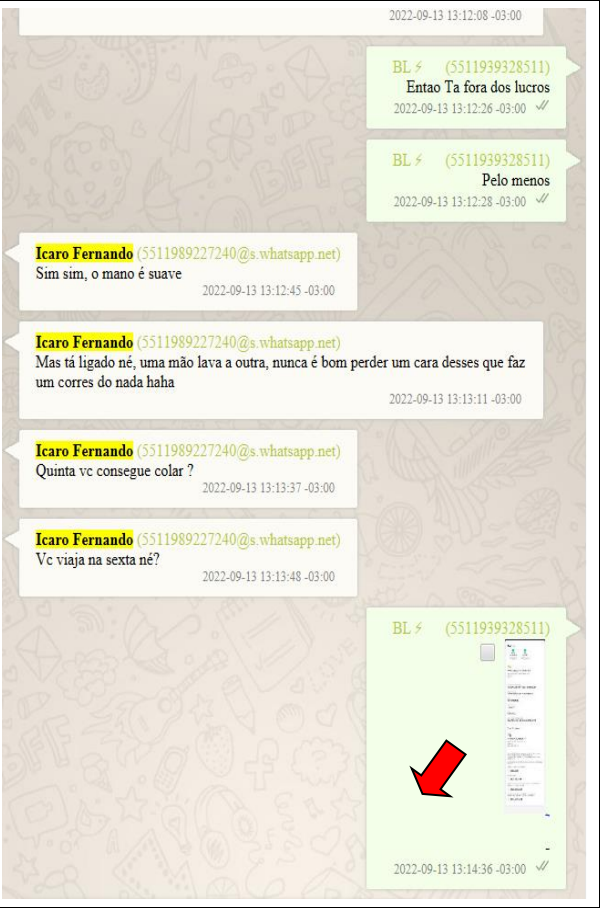 2022-09-13 13:12:08 -03:00
BL⚡ (5511939328511)
Entao Ta fora dos lucros
2022-09-13 13:12:26 -03:00
BL⚡ (5511939328511)
Pelo menos
2022-09-13 13:12:28 -03:00
Icaro Fernando (5511989227240@s.whatsapp.net)
Sim sim, o mano é suave
2022-09-13 13:12:45 -03:00
Icaro Fernando (5511989227240@s.whatsapp.net)
Mas tá ligado né, uma mão lava a outra, nunca é bom perder um cara desses que faz
um corres do nada haha
2022-09-13 13:13:11 -03:00
Icaro Fernando (5511989227240@s.whatsapp.net)
Quinta vc consegue colar ?
2022-09-13 13:13:37 -03:00
Icaro Fernando (5511989227240@s.whatsapp.net)
Vc viaja na sexta né?
2022-09-13 13:13:48 -03:00
BL⚡ (5511939328511)
2022-09-13 13:14:36 -03:00